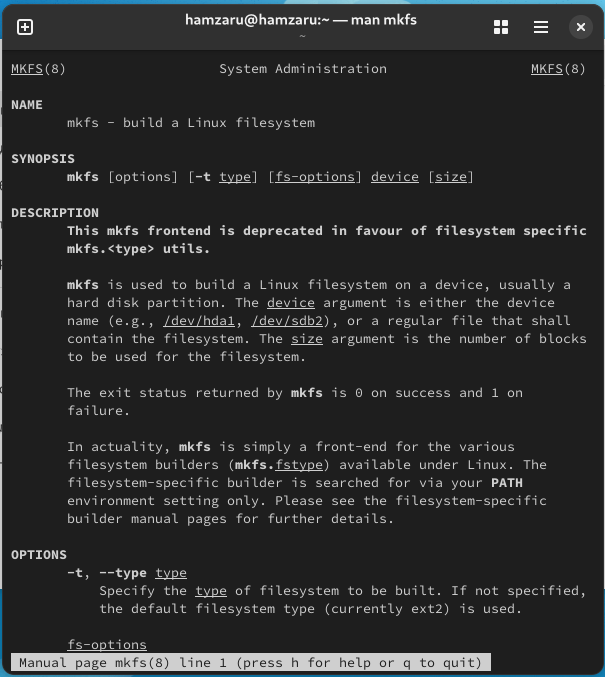 hamzaru@hamzaru:~ — man mkfs
~
MKFS(8) System Administration MKFS(8)
NAME
mkfs - build a Linux filesystem
SYNOPSIS
mkfs [options] [-t type] [fs-options] device [size]
DESCRIPTION
This mkfs frontend is deprecated in favour of filesystem specific
mkfs.<type> utils.
mkfs is used to build a Linux filesystem on a device, usually a
hard disk partition. The device argument is either the device
name (e.g., /dev/hda1, /dev/sdb2), or a regular file that shall
contain the filesystem. The size argument is the number of blocks
to be used for the filesystem.
The exit status returned by mkfs is 0 on success and 1 on
failure.
In actuality, mkfs is simply a front-end for the various
filesystem builders (mkfs.fstype) available under Linux. The
filesystem-specific builder is searched for via your PATH
environment setting only. Please see the filesystem-specific
builder manual pages for further details.
OPTIONS
-t, --type type
Specify the type of filesystem to be built. If not specified,
the default filesystem type (currently ext2) is used.
fs-options
Manual page mkfs(8) line 1 (press h for help or q to quit)